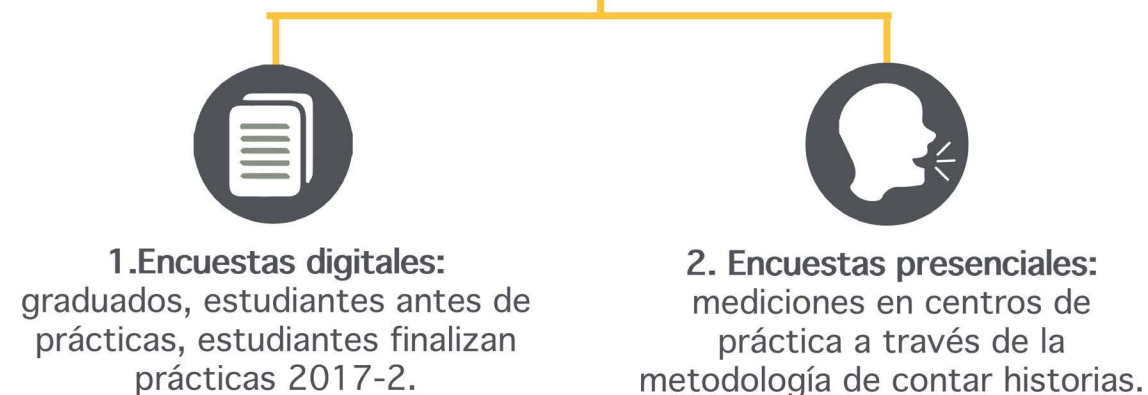 1.Encuestas digitales:
graduados, estudiantes antes de
prácticas, estudiantes finalizan
prácticas 2017-2.
2. Encuestas presenciales:
mediciones en centros de
práctica a través de la
metodología de contar historias.